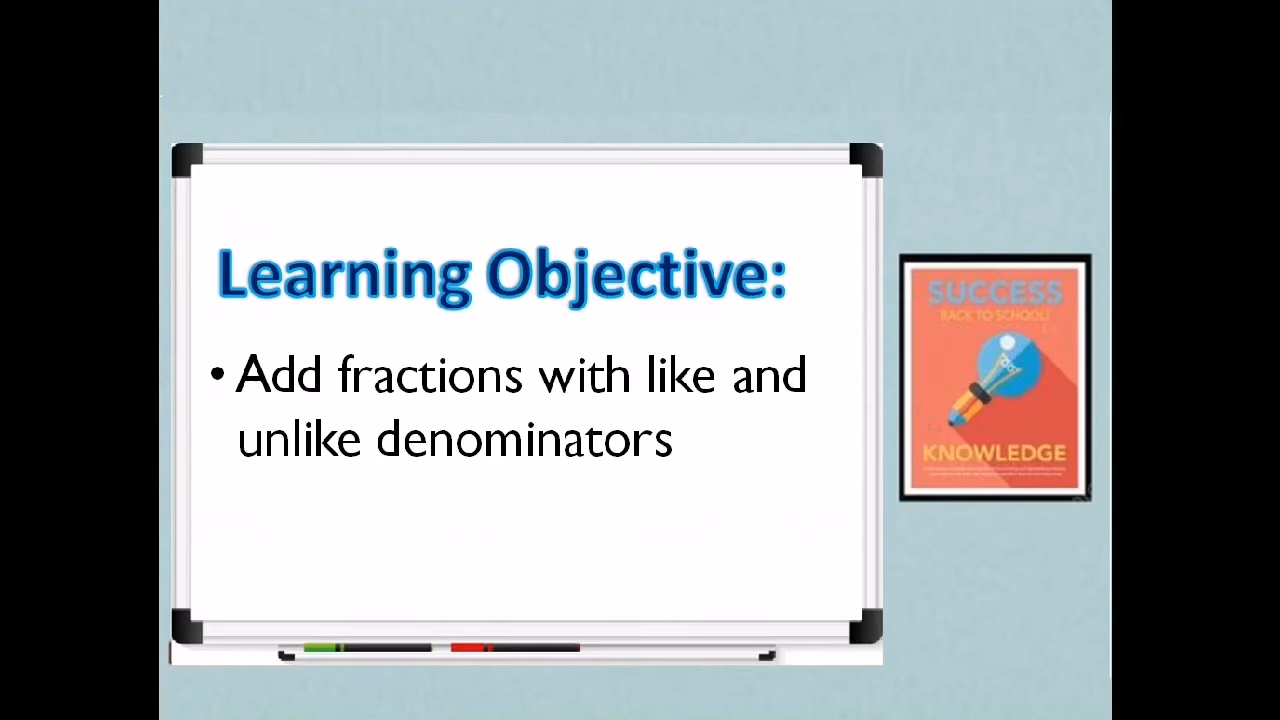 Learning Objective:
• Add fractions with like and
unlike denominators
SUCCESS
BACK TO SCHOOL!
KNOWLEDGE